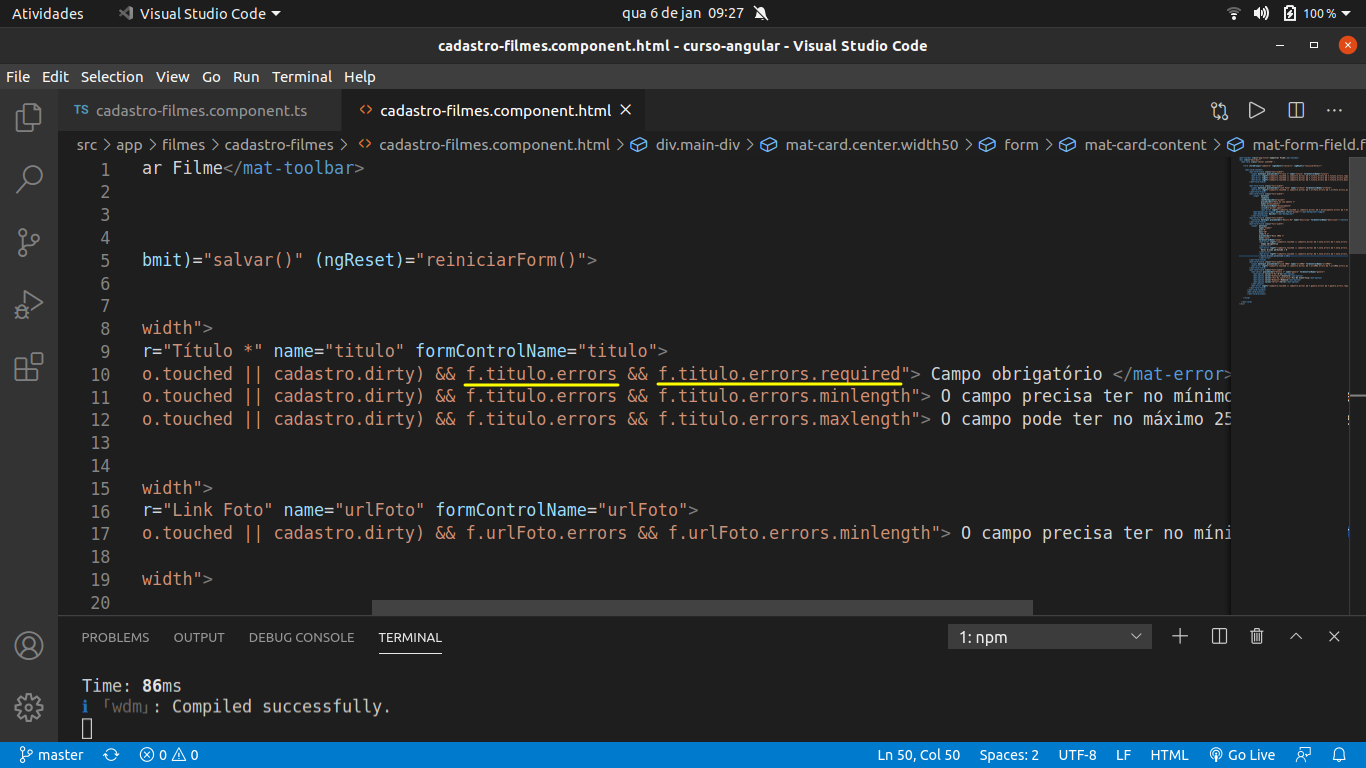 Atividades Visual Studio Code qua 6 de jan 09:27 100 %
cadastro-filmes.component.html - curso-angular - Visual Studio Code
File Edit Selection View Go Run Terminal Help
TS cadastro-filmes.component.ts <> cadastro-filmes.component.html
src > app > filmes > cadastro-filmes > <> cadastro-filmes.component.html > div.main-div > mat-card.center.width50 > form > mat-card-content > mat-form-field.f
1 ar Filme</mat-toolbar>
2
3
4
5 bmit)="salvar()" (ngReset)="reiniciarForm()">
6
7
8 width">
9 r="Título *" name="titulo" formControlName="titulo">
10 o.touched || cadastro.dirty) && f.titulo.errors && f.titulo.errors.required"> Campo obrigatório </mat-error>
11 o.touched || cadastro.dirty) && f.titulo.errors && f.titulo.errors.minlength"> O campo precisa ter no mínimo
12 o.touched || cadastro.dirty) && f.titulo.errors && f.titulo.errors.maxlength"> O campo pode ter no máximo 25
13
14
15 width">
16 r="Link Foto" name="urlFoto" formControlName="urlFoto">
17 o.touched || cadastro.dirty) && f.urlFoto.errors && f.urlFoto.errors.minlength"> O campo precisa ter no míni
18
19 width">
20
PROBLEMS OUTPUT DEBUG CONSOLE TERMINAL 1: npm
Time: 86ms
ℹ 「wdm」: Compiled successfully.
master 0 0 Ln 50, Col 50 Spaces: 2 UTF-8 LF HTML Go Live